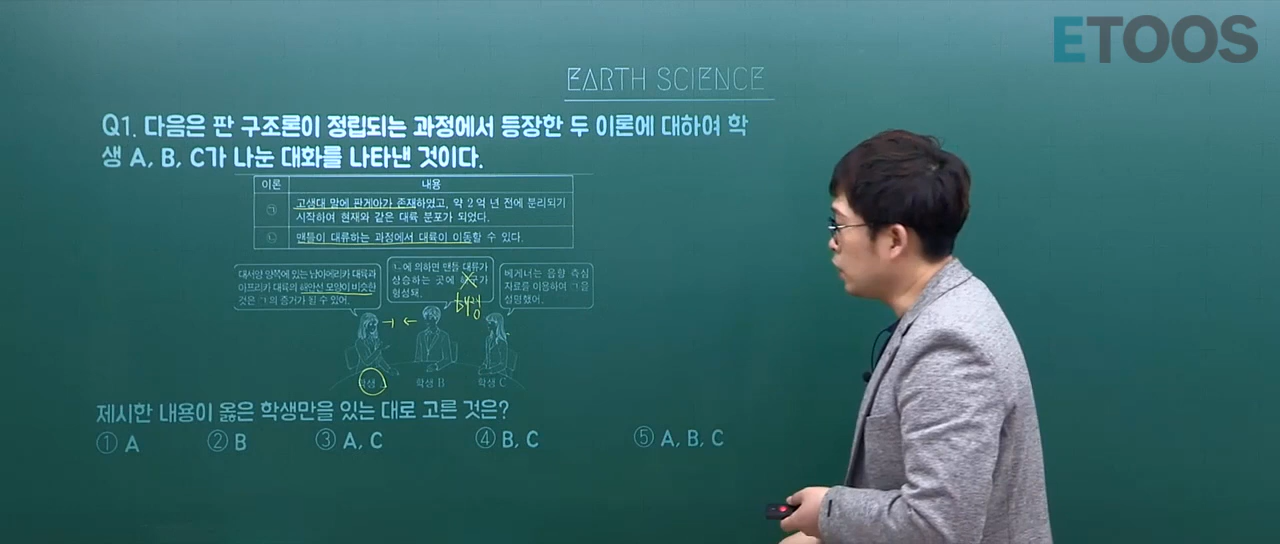 ETOOS
EARTH SCIENCE
Q1. 다음은 판 구조론이 정립되는 과정에서 등장한 두 이론에 대하여 학
생 A, B, C가 나눈 대화를 나타낸 것이다.
이론 내용
㉠ 고생대 말에 판게아가 존재하였고, 약 2억 년 전에 분리되기
시작하여 현재와 같은 대륙 분포가 되었다.
㉡ 맨틀이 대류하는 과정에서 대륙이 이동할 수 있다.
대서양 양쪽에 있는 남아메리카 대륙과
아프리카 대륙의 해안선 모양이 비슷한
것은 ㉠의 증거가 될 수 있어.
㉡에 의하면 맨틀 대류가
상승하는 곳에 해구가
형성돼.
베게너는 음향 측심
자료를 이용하여 ㉠을
설명했어.
학생 학생 B 학생 C
제시한 내용이 옳은 학생만을 있는 대로 고른 것은?
① A ② B ③ A, C ④ B, C ⑤ A, B, C